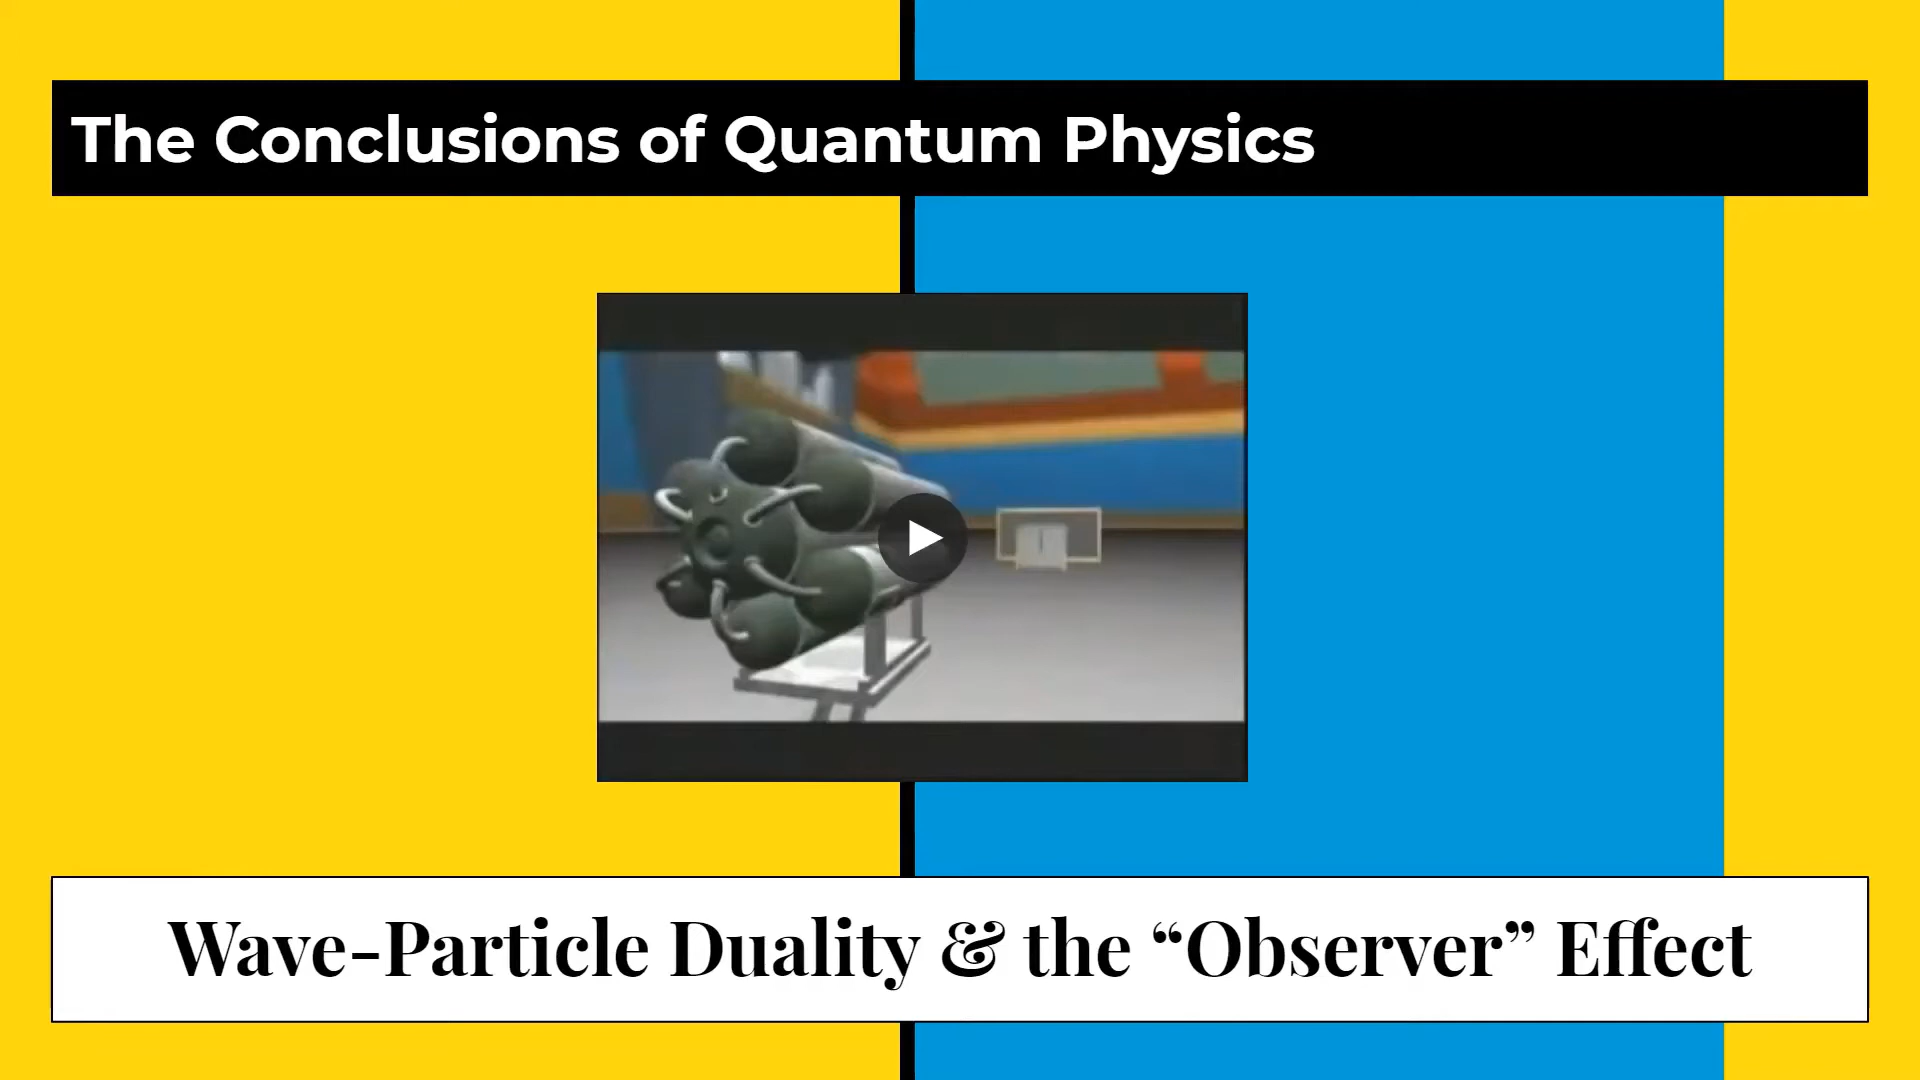 The Conclusions of Quantum Physics
Wave-Particle Duality & the “Observer” Effect